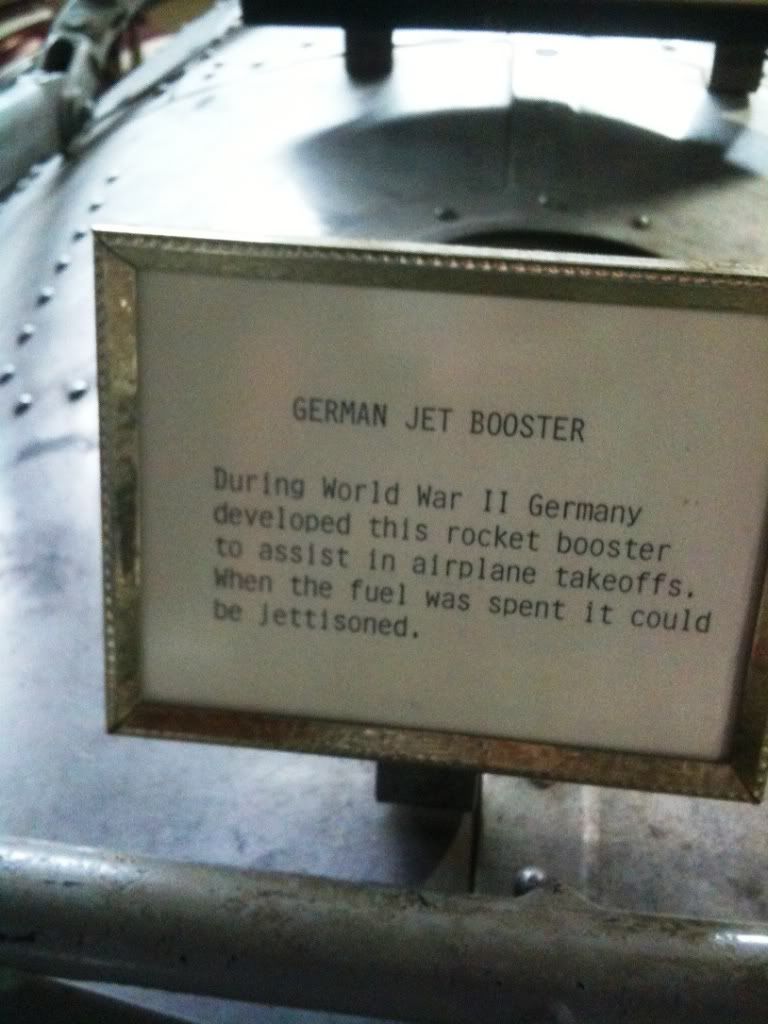 GERMAN JET BOOSTER
During World War II Germany
developed this rocket booster
to assist in airplane takeoffs.
When the fuel was spent it could
be jettisoned.